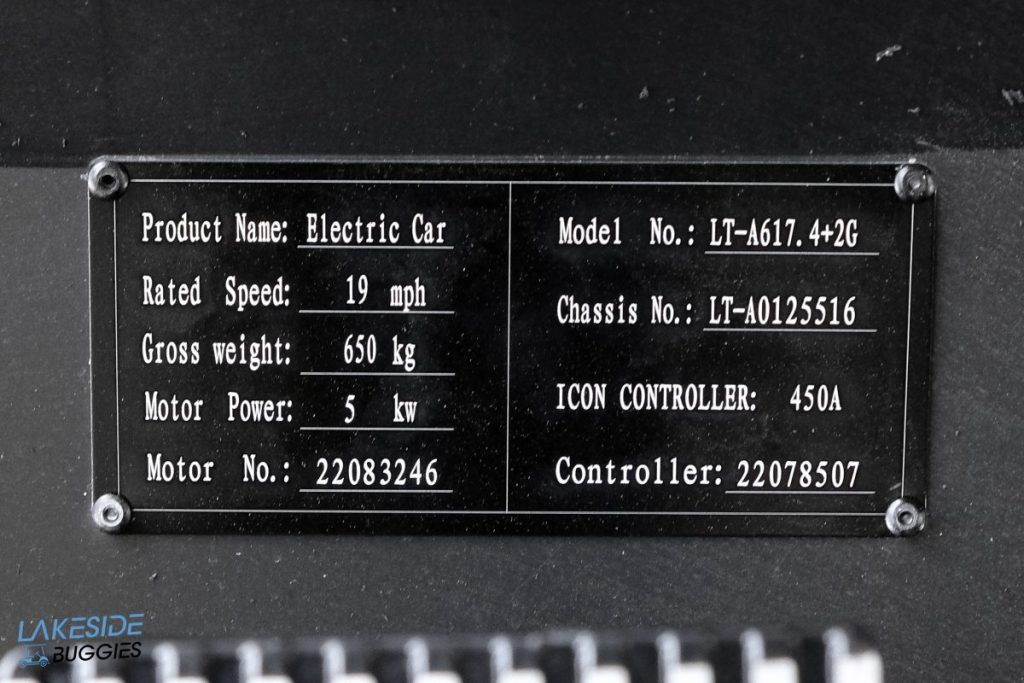 Product Name: Electric Car
Rated Speed: 19 mph
Gross weight: 650 kg
Motor Power: 5 kw
Motor No.: 22083246
Model No.: LT-A617.4+2G
Chassis No.: LT-A0125516
ICON CONTROLLER: 450A
Controller: 22078507
LAKESIDE
BUGGIES